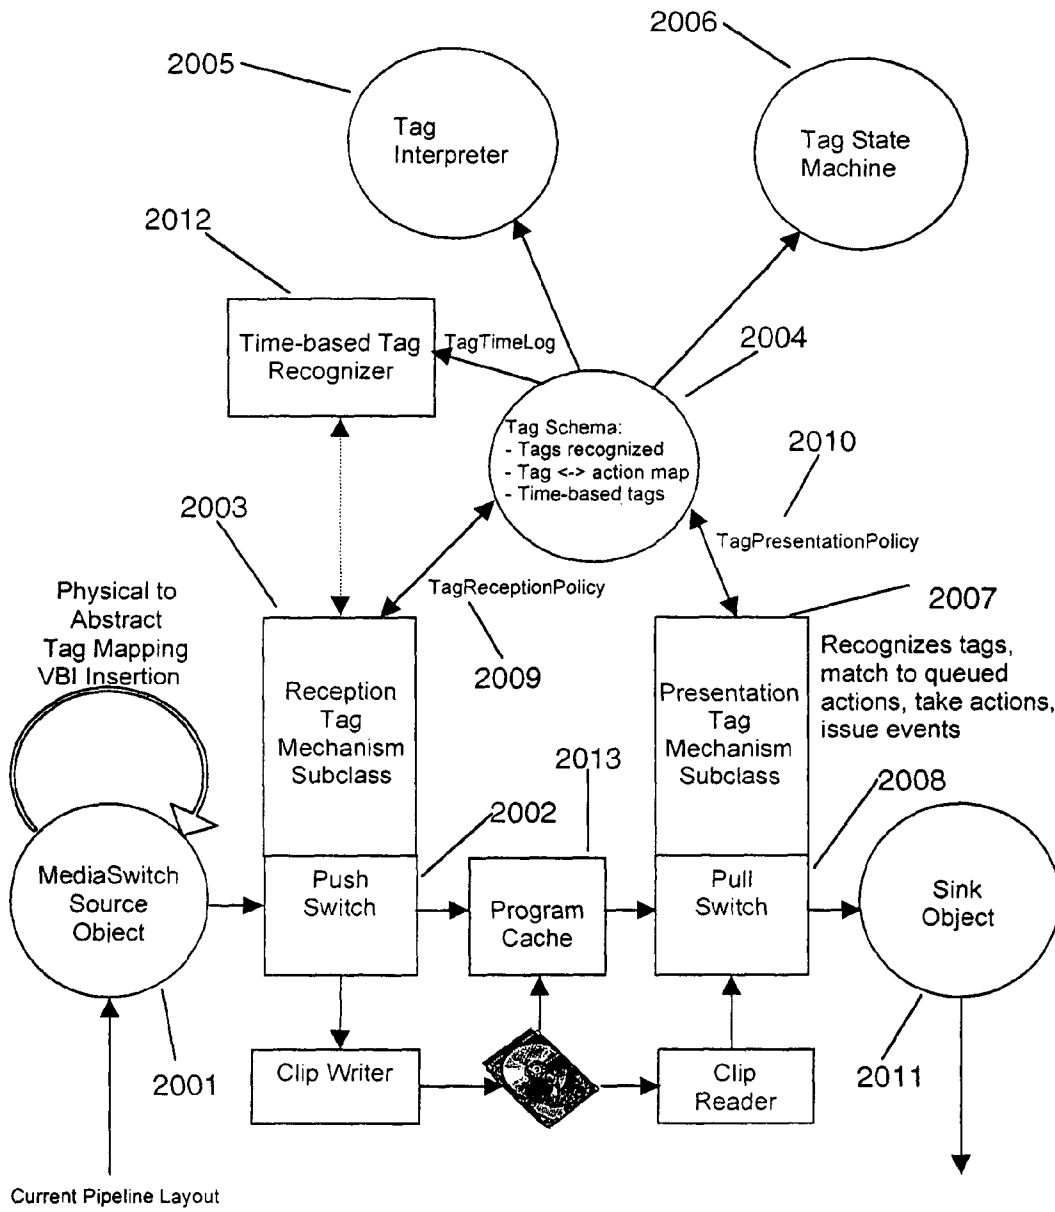 2006
2005
Tag
Interpreter
Tag State
Machine
2012
Time-based Tag
Recognizer
TagTimeLog
2004
Tag Schema:
- Tags recognized
- Tag <-> action map
- Time-based tags
2010
2003
TagPresentationPolicy
TagReceptionPolicy
2009
Physical to
Abstract
Tag Mapping
VBI Insertion
2007
Recognizes tags,
match to queued
actions, take actions,
issue events
Reception
Tag
Mechanism
Subclass
Presentation
Tag
Mechanism
Subclass
2013
2002
2008
MediaSwitch
Source
Object
Push
Switch
Program
Cache
Pull
Switch
Sink
Object
2001
Clip Writer
Clip
Reader
2011
Current Pipeline Layout